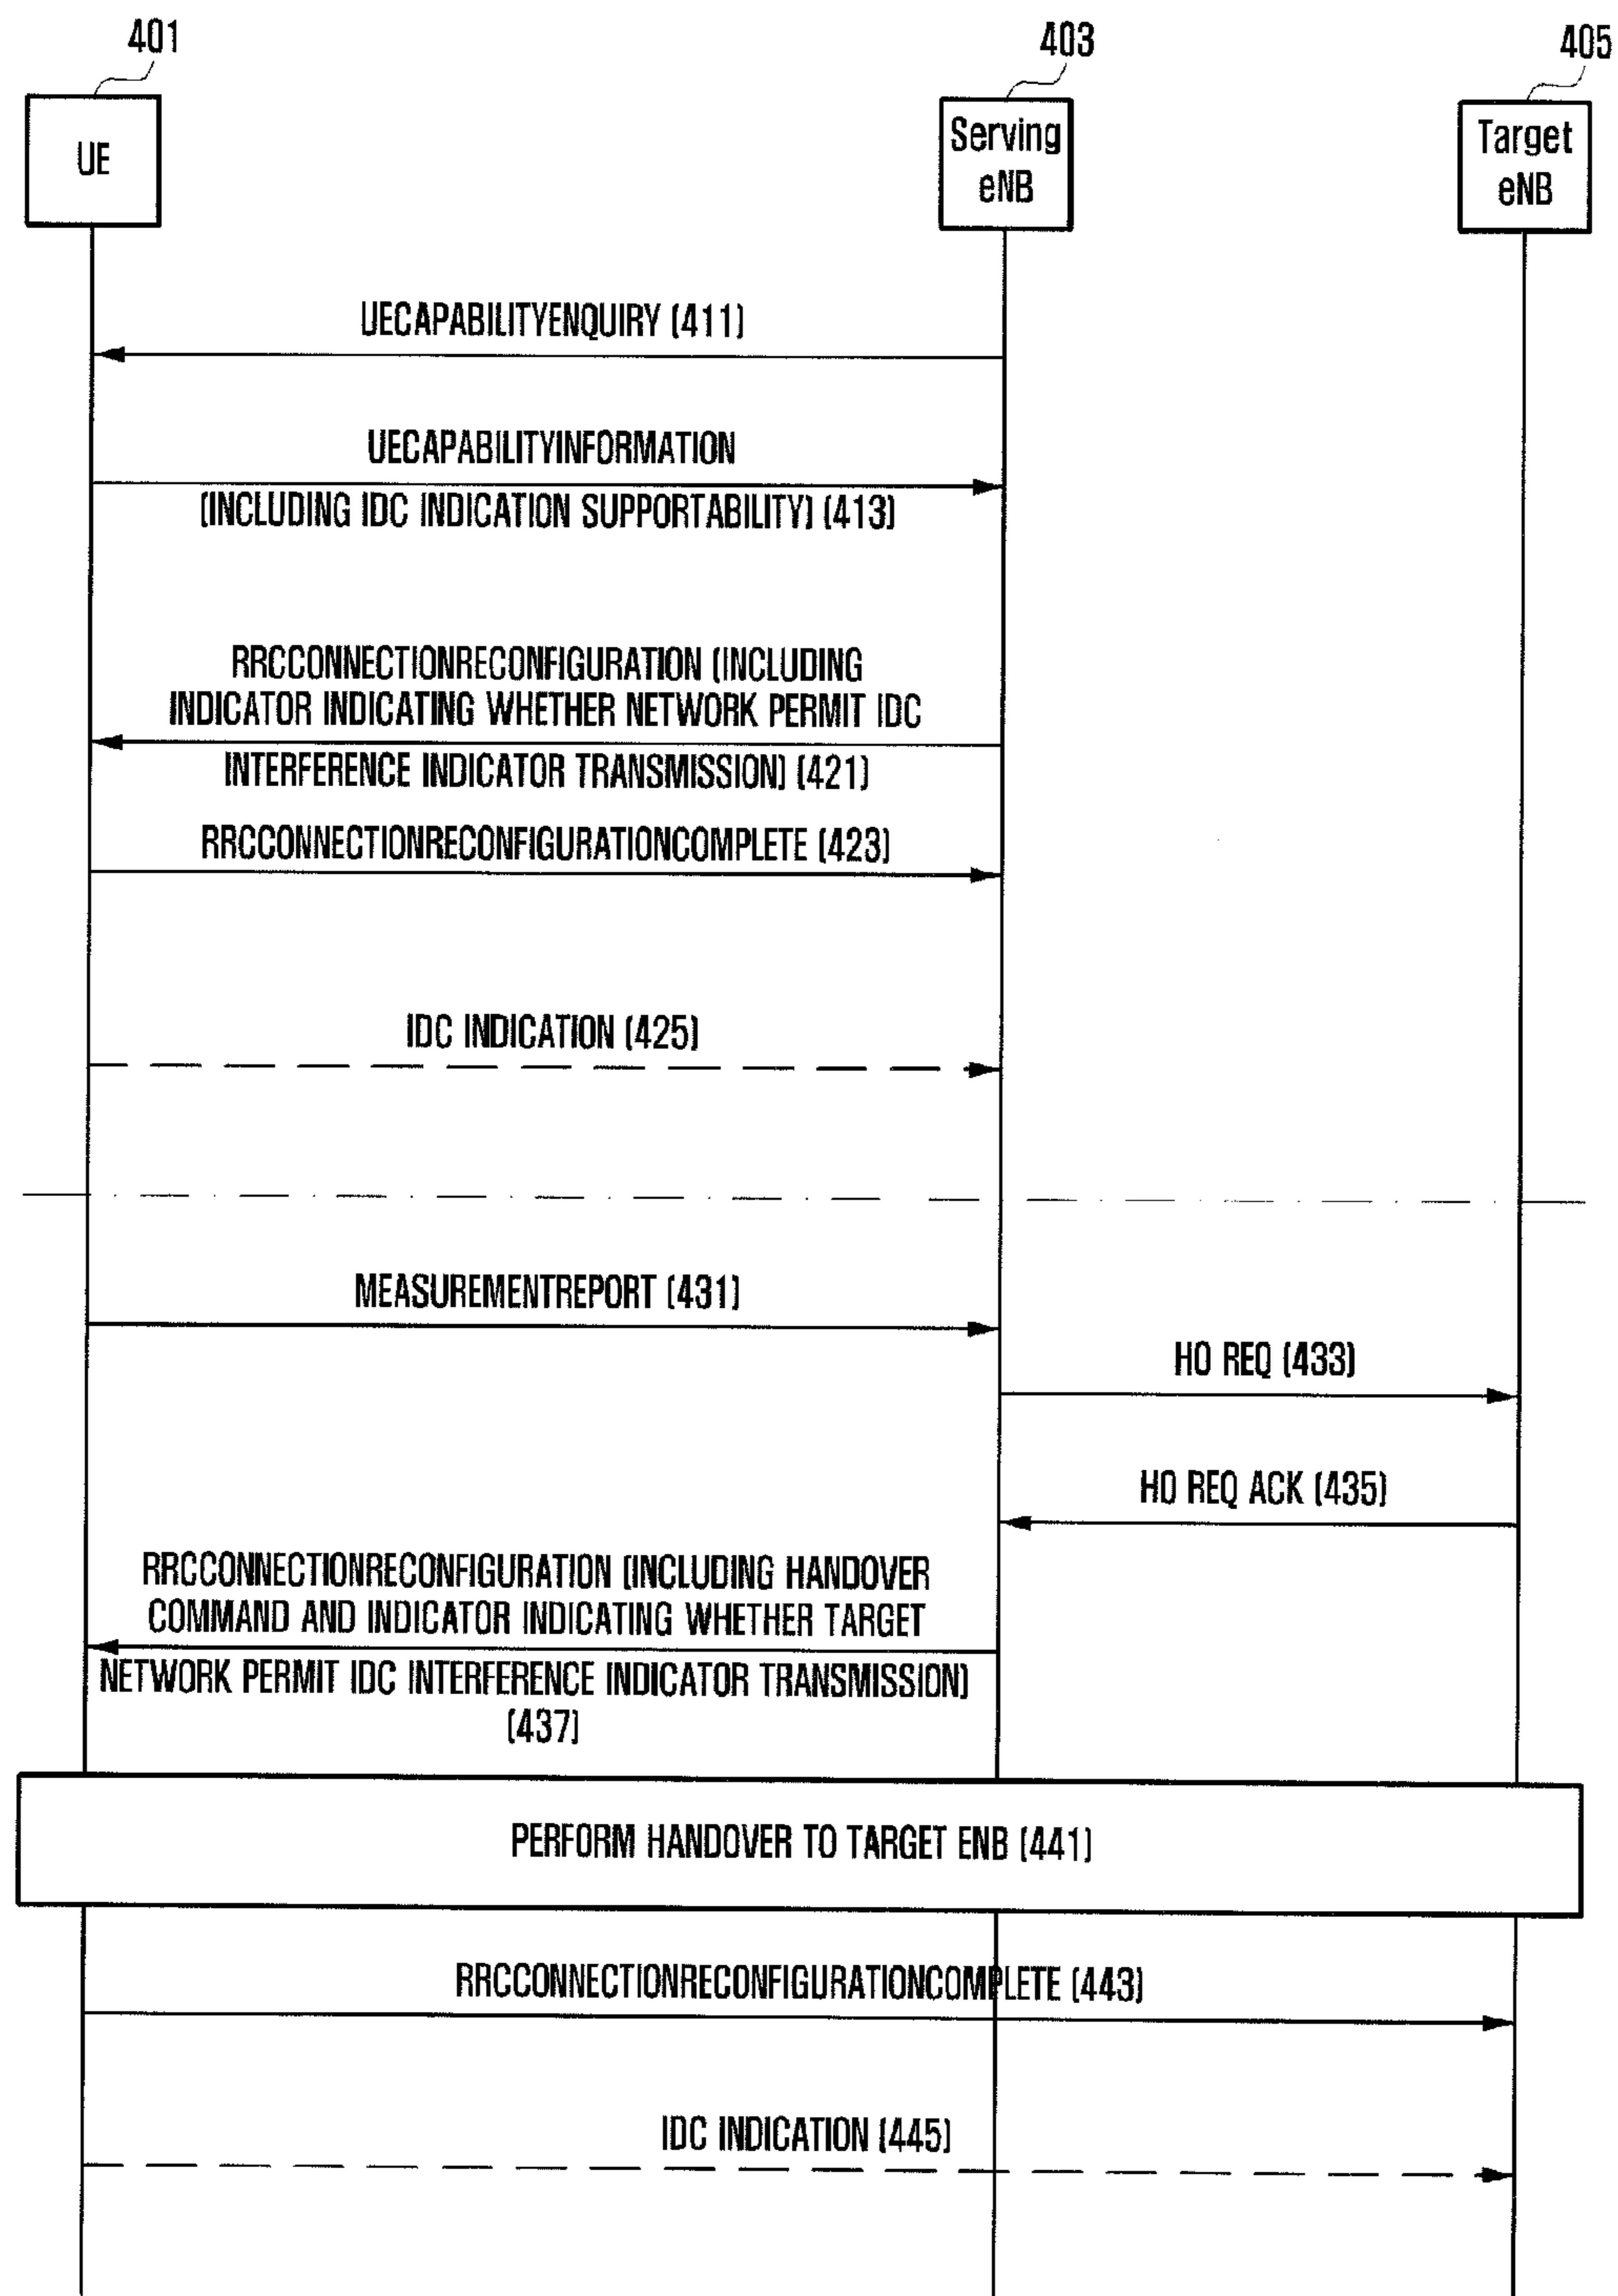 401
403
405
UE
Serving
eNB
Target
eNB
UECAPABILITYENQUIRY (411)
UECAPABILITYINFORMATION
(INCLUDING IDC INDICATION SUPPORTABILITY) (413)
RRCCONNECTIONRECONFIGURATION (INCLUDING
INDICATOR INDICATING WHETHER NETWORK PERMIT IDC
INTERFERENCE INDICATOR TRANSMISSION) (421)
RRCCONNECTIONRECONFIGURATIONCOMPLETE (423)
IDC INDICATION (425)
MEASUREMENTREPORT (431)
HO REQ (433)
HO REQ ACK (435)
RRCCONNECTIONRECONFIGURATION (INCLUDING HANDOVER
COMMAND AND INDICATOR INDICATING WHETHER TARGET
NETWORK PERMIT IDC INTERFERENCE INDICATOR TRANSMISSION)
(437)
PERFORM HANDOVER TO TARGET ENB (441)
RRCCONNECTIONRECONFIGURATIONCOMPLETE (443)
IDC INDICATION (445)